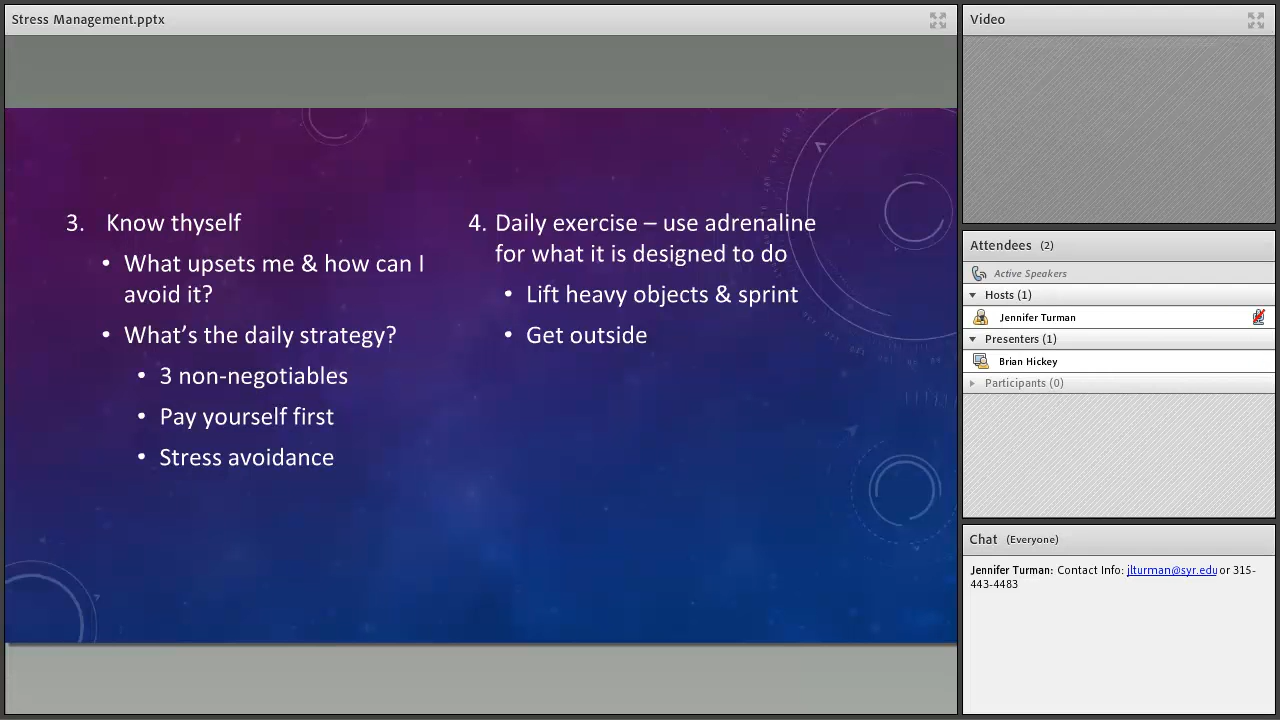 Stress Management.pptx
3. Know thyself
• What upsets me & how can I
avoid it?
• What’s the daily strategy?
• 3 non-negotiables
• Pay yourself first
• Stress avoidance
4. Daily exercise – use adrenaline
for what it is designed to do
• Lift heavy objects & sprint
• Get outside
Video
Attendees (2)
Active Speakers
Hosts (1)
Jennifer Turman
Presenters (1)
Brian Hickey
Participants (0)
Chat (Everyone)
Jennifer Turman: Contact Info: jlturman@syr.edu or 315-
443-4483